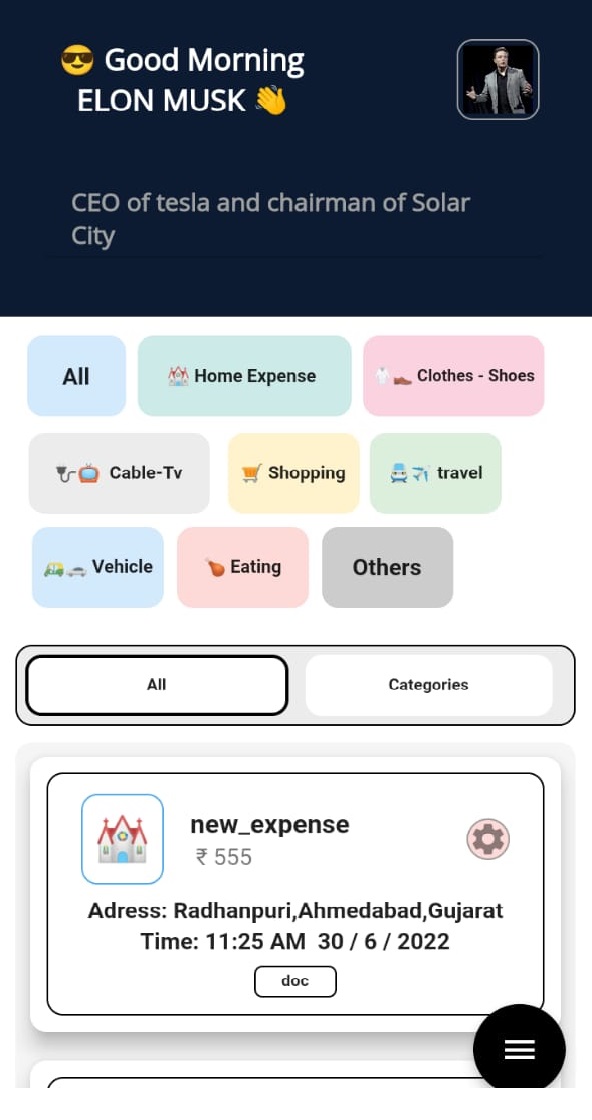 😎 Good Morning
ELON MUSK 👋
CEO of tesla and chairman of Solar
City
All
Home Expense
Clothes - Shoes
Cable-Tv
Shopping
travel
Vehicle
Eating
Others
All
Categories
new_expense
₹ 555
Adress: Radhanpuri,Ahmedabad,Gujarat
Time: 11:25 AM 30 / 6 / 2022
doc